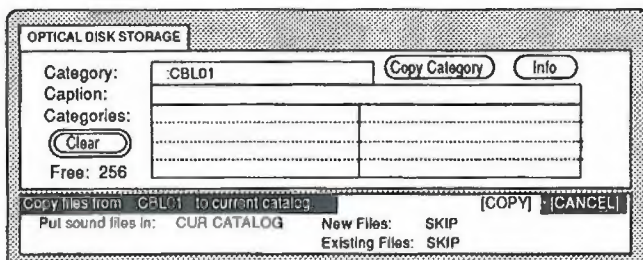 OPTICAL DISK STORAGE
Category: :CBL01 Copy Category Info
Caption:
Categories:
Clear
Free: 256
Copy files from :CBL01 to current catalog. [COPY] [CANCEL]
Put sound files in: CUR CATALOG New Files: SKIP
Existing Files: SKIP